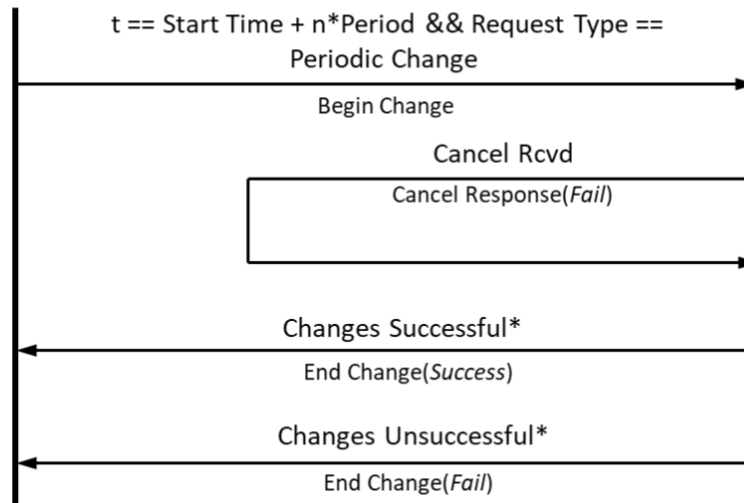 t == Start Time + n*Period && Request Type ==
Periodic Change
Begin Change
Cancel Rcvd
Cancel Response(Fail)
Changes Successful*
End Change(Success)
Changes Unsuccessful*
End Change(Fail)